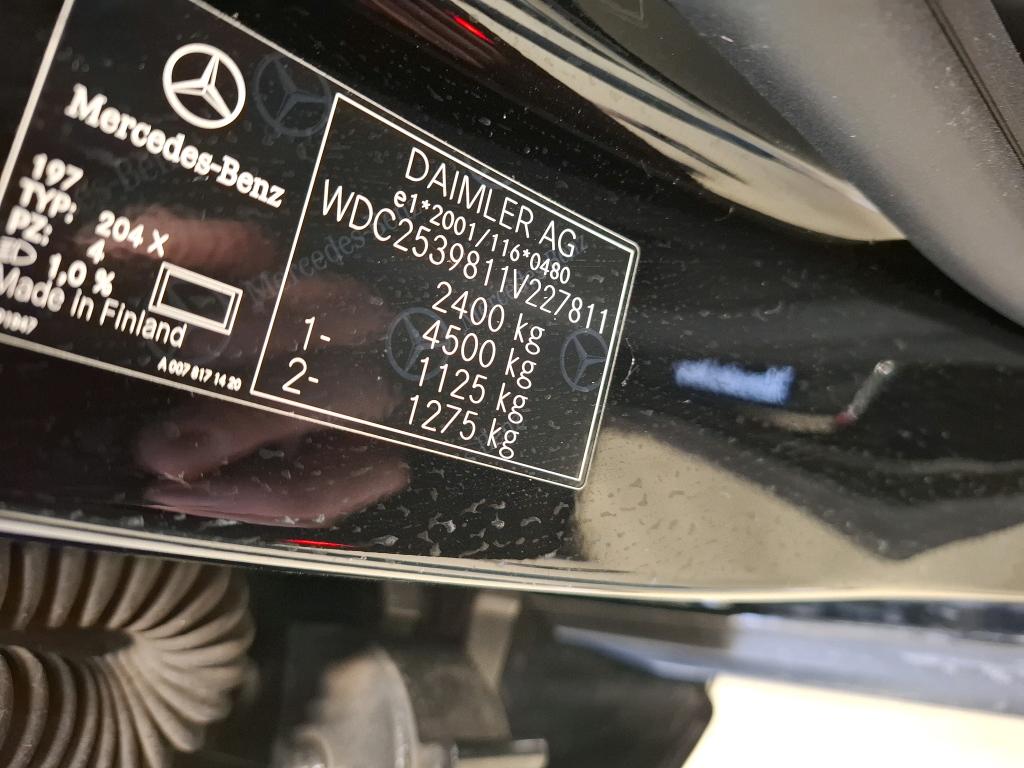 Mercedes-Benz
197
TYP: 204 X
PZ: 4
1,0 %
Made in Finland
A 007 817 14 20
DAIMLER AG
e1*2001/116*0480
WDC2539811V227811
2400 kg
4500 kg
1- 1125 kg
2- 1275 kg